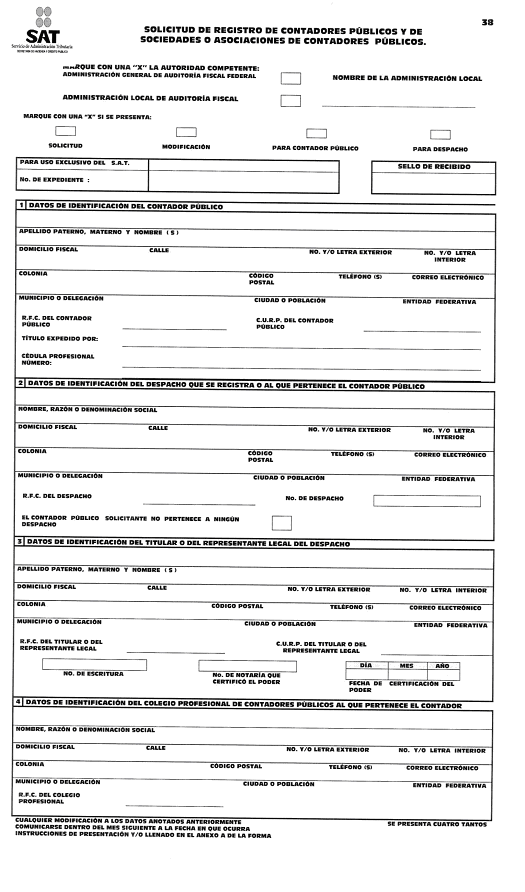 38
SAT
Servicio de Administración Tributaria
SOLICITUD DE REGISTRO DE CONTADORES PÚBLICOS Y DE
SOCIEDADES O ASOCIACIONES DE CONTADORES PÚBLICOS.
MARQUE CON UNA "X" LA AUTORIDAD COMPETENTE:
ADMINISTRACIÓN GENERAL DE AUDITORÍA FISCAL FEDERAL
NOMBRE DE LA ADMINISTRACIÓN LOCAL
ADMINISTRACIÓN LOCAL DE AUDITORÍA FISCAL
MARQUE CON UNA "X" SI SE PRESENTA:
SOLICITUD MODIFICACIÓN PARA CONTADOR PÚBLICO PARA DESPACHO
PARA USO EXCLUSIVO DEL S.A.T.
SELLO DE RECIBIDO
No. DE EXPEDIENTE :
1 DATOS DE IDENTIFICACIÓN DEL CONTADOR PÚBLICO
APELLIDO PATERNO, MATERNO Y NOMBRE ( S )
DOMICILIO FISCAL CALLE NO. Y/O LETRA EXTERIOR NO. Y/O LETRA
INTERIOR
COLONIA CÓDIGO TELÉFONO (S) CORREO ELECTRÓNICO
POSTAL
MUNICIPIO O DELEGACIÓN CIUDAD O POBLACIÓN ENTIDAD FEDERATIVA
R.F.C. DEL CONTADOR C.U.R.P. DEL CONTADOR
PÚBLICO PÚBLICO
TÍTULO EXPEDIDO POR:
CÉDULA PROFESIONAL
NÚMERO:
2 DATOS DE IDENTIFICACIÓN DEL DESPACHO QUE SE REGISTRA O AL QUE PERTENECE EL CONTADOR PÚBLICO
NOMBRE, RAZÓN O DENOMINACIÓN SOCIAL
DOMICILIO FISCAL CALLE NO. Y/O LETRA EXTERIOR NO. Y/O LETRA
INTERIOR
COLONIA CÓDIGO TELÉFONO (S) CORREO ELECTRÓNICO
POSTAL
MUNICIPIO O DELEGACIÓN CIUDAD O POBLACIÓN ENTIDAD FEDERATIVA
R.F.C. DEL DESPACHO No. DE DESPACHO
EL CONTADOR PÚBLICO SOLICITANTE NO PERTENECE A NINGÚN
DESPACHO
3 DATOS DE IDENTIFICACIÓN DEL TITULAR O DEL REPRESENTANTE LEGAL DEL DESPACHO
APELLIDO PATERNO, MATERNO Y NOMBRE ( S )
DOMICILIO FISCAL CALLE NO. Y/O LETRA EXTERIOR NO. Y/O LETRA INTERIOR
COLONIA CÓDIGO POSTAL TELÉFONO (S) CORREO ELECTRÓNICO
MUNICIPIO O DELEGACIÓN CIUDAD O POBLACIÓN ENTIDAD FEDERATIVA
R.F.C. DEL TITULAR O DEL C.U.R.P. DEL TITULAR O DEL
REPRESENTANTE LEGAL REPRESENTANTE LEGAL
DÍA MES AÑO
NO. DE ESCRITURA No. DE NOTARÍA QUE
CERTIFICÓ EL PODER
FECHA DE CERTIFICACIÓN DEL
PODER
4 DATOS DE IDENTIFICACIÓN DEL COLEGIO PROFESIONAL DE CONTADORES PÚBLICOS AL QUE PERTENECE EL CONTADOR
NOMBRE, RAZÓN O DENOMINACIÓN SOCIAL
DOMICILIO FISCAL CALLE NO. Y/O LETRA EXTERIOR NO. Y/O LETRA INTERIOR
COLONIA CÓDIGO POSTAL TELÉFONO (S) CORREO ELECTRÓNICO
MUNICIPIO O DELEGACIÓN CIUDAD O POBLACIÓN ENTIDAD FEDERATIVA
R.F.C. DEL COLEGIO
PROFESIONAL
CUALQUIER MODIFICACIÓN A LOS DATOS ANOTADOS ANTERIORMENTE SE PRESENTA CUATRO TANTOS
COMUNICARSE DENTRO DEL MES SIGUIENTE A LA FECHA EN QUE OCURRA
INSTRUCCIONES DE PRESENTACIÓN Y/O LLENADO EN EL ANEXO A DE LA FORMA